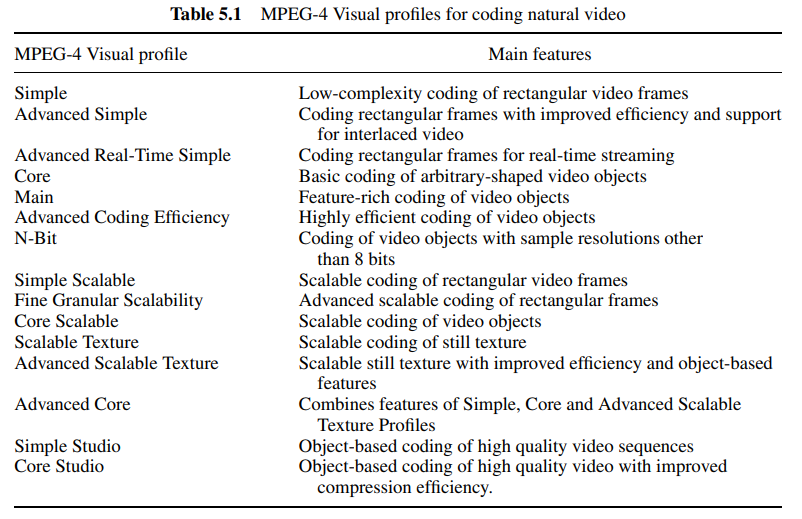 Table 5.1 MPEG-4 Visual profiles for coding natural video
MPEG-4 Visual profile Main features
Simple Low-complexity coding of rectangular video frames
Advanced Simple Coding rectangular frames with improved efficiency and support
for interlaced video
Advanced Real-Time Simple Coding rectangular frames for real-time streaming
Core Basic coding of arbitrary-shaped video objects
Main Feature-rich coding of video objects
Advanced Coding Efficiency Highly efficient coding of video objects
N-Bit Coding of video objects with sample resolutions other
than 8 bits
Simple Scalable Scalable coding of rectangular video frames
Fine Granular Scalability Advanced scalable coding of rectangular frames
Core Scalable Scalable coding of video objects
Scalable Texture Scalable coding of still texture
Advanced Scalable Texture Scalable still texture with improved efficiency and object-based
features
Advanced Core Combines features of Simple, Core and Advanced Scalable
Texture Profiles
Simple Studio Object-based coding of high quality video sequences
Core Studio Object-based coding of high quality video with improved
compression efficiency.